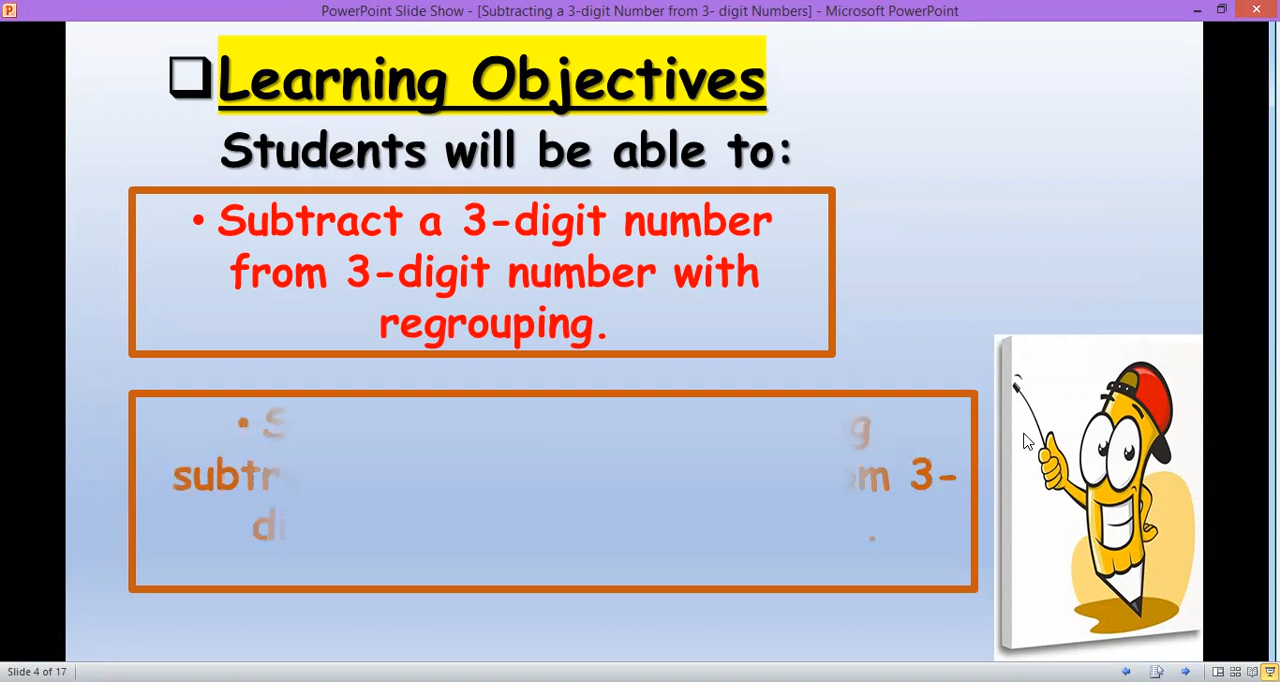 PowerPoint Slide Show - [Subtracting a 3-digit Number from 3- digit Numbers] - Microsoft PowerPoint
Learning Objectives
Students will be able to:
• Subtract a 3-digit number
from 3-digit number with
regrouping.
3-
Slide 4 of 17